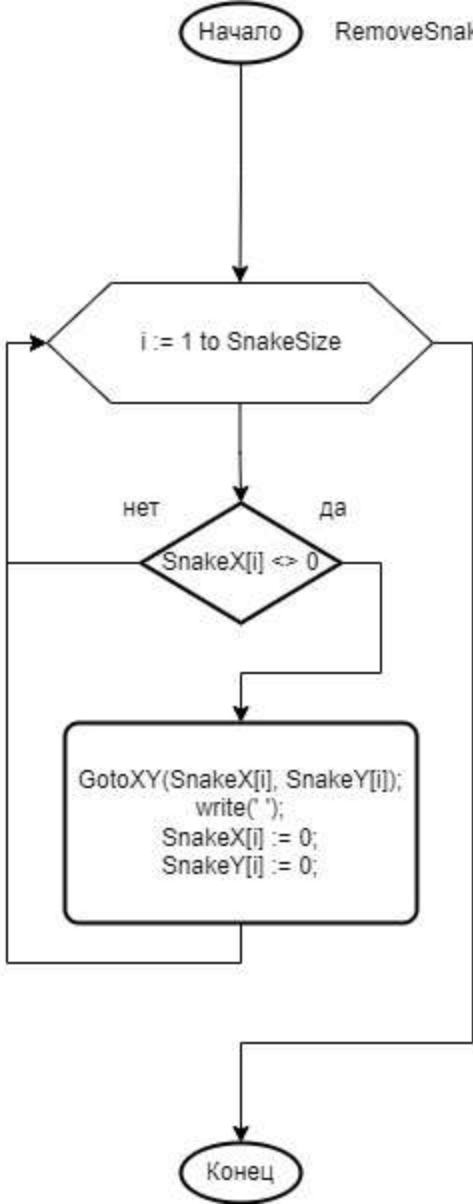 Начало
i := 1 to SnakeSize
нет
да
SnakeX[i] <> 0
GotoXY(SnakeX[i], SnakeY[i]);
write(' ');
SnakeX[i] := 0;
SnakeY[i] := 0;
Конец